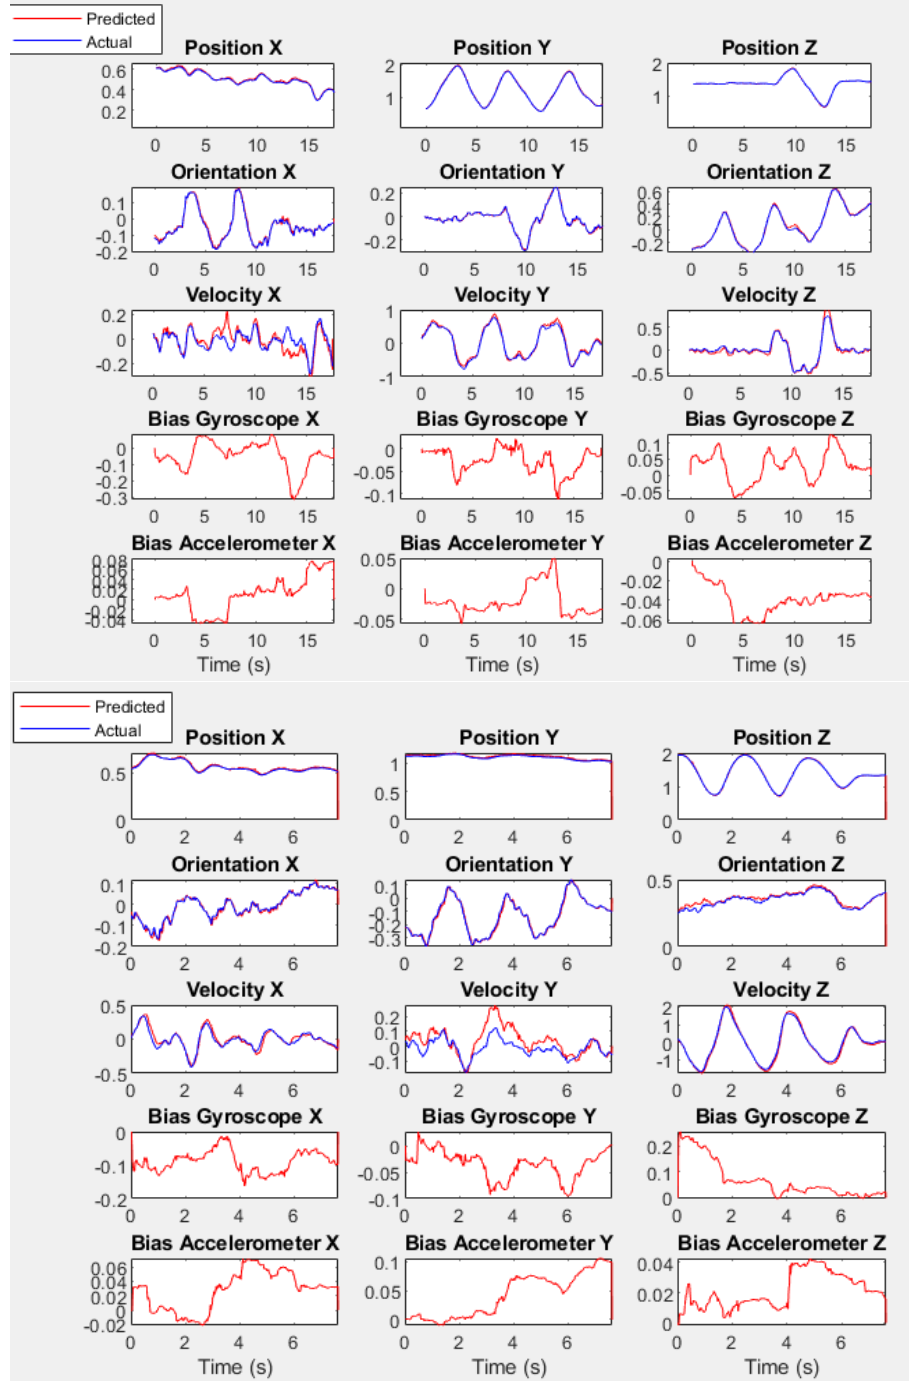 Predicted
Actual
Position X
Position Y
Position Z
0.6
0.4
0.2
2
1
2
1
0 5 10 15
0 5 10 15
0 5 10 15
Orientation X
Orientation Y
Orientation Z
0.1
0
-0.1
-0.2
0.2
0
-0.2
0.6
0.4
0.2
0
-0.2
0 5 10 15
0 5 10 15
0 5 10 15
Velocity X
Velocity Y
Velocity Z
0.2
0
-0.2
1
0
-1
0.5
0
-0.5
0 5 10 15
0 5 10 15
0 5 10 15
Bias Gyroscope X
Bias Gyroscope Y
Bias Gyroscope Z
0
-0.1
-0.2
-0.3
0
-0.05
-0.1
0.1
0.05
0
-0.05
0 5 10 15
0 5 10 15
0 5 10 15
Bias Accelerometer X
Bias Accelerometer Y
Bias Accelerometer Z
0.08
0.06
0.04
0.02
0
-0.02
-0.04
0.05
0
-0.05
0
-0.02
-0.04
-0.06
0 5 10 15
0 5 10 15
0 5 10 15
Time (s)
Time (s)
Time (s)
Predicted
Actual
Position X
Position Y
Position Z
0.5
0
1
0.5
0
2
1
0
0 2 4 6
0 2 4 6
0 2 4 6
Orientation X
Orientation Y
Orientation Z
0.1
0
-0.1
-0.2
0.1
0
-0.1
-0.2
-0.3
0.5
0
0 2 4 6
0 2 4 6
0 2 4 6
Velocity X
Velocity Y
Velocity Z
0.5
0
-0.5
0.2
0.1
0
-0.1
2
1
0
-1
0 2 4 6
0 2 4 6
0 2 4 6
Bias Gyroscope X
Bias Gyroscope Y
Bias Gyroscope Z
0
-0.1
-0.2
0
-0.05
-0.1
0.2
0.1
0
0 2 4 6
0 2 4 6
0 2 4 6
Bias Accelerometer X
Bias Accelerometer Y
Bias Accelerometer Z
0.06
0.04
0.02
0
-0.02
0.1
0.05
0
0.04
0.02
0
0 2 4 6
0 2 4 6
0 2 4 6
Time (s)
Time (s)
Time (s)